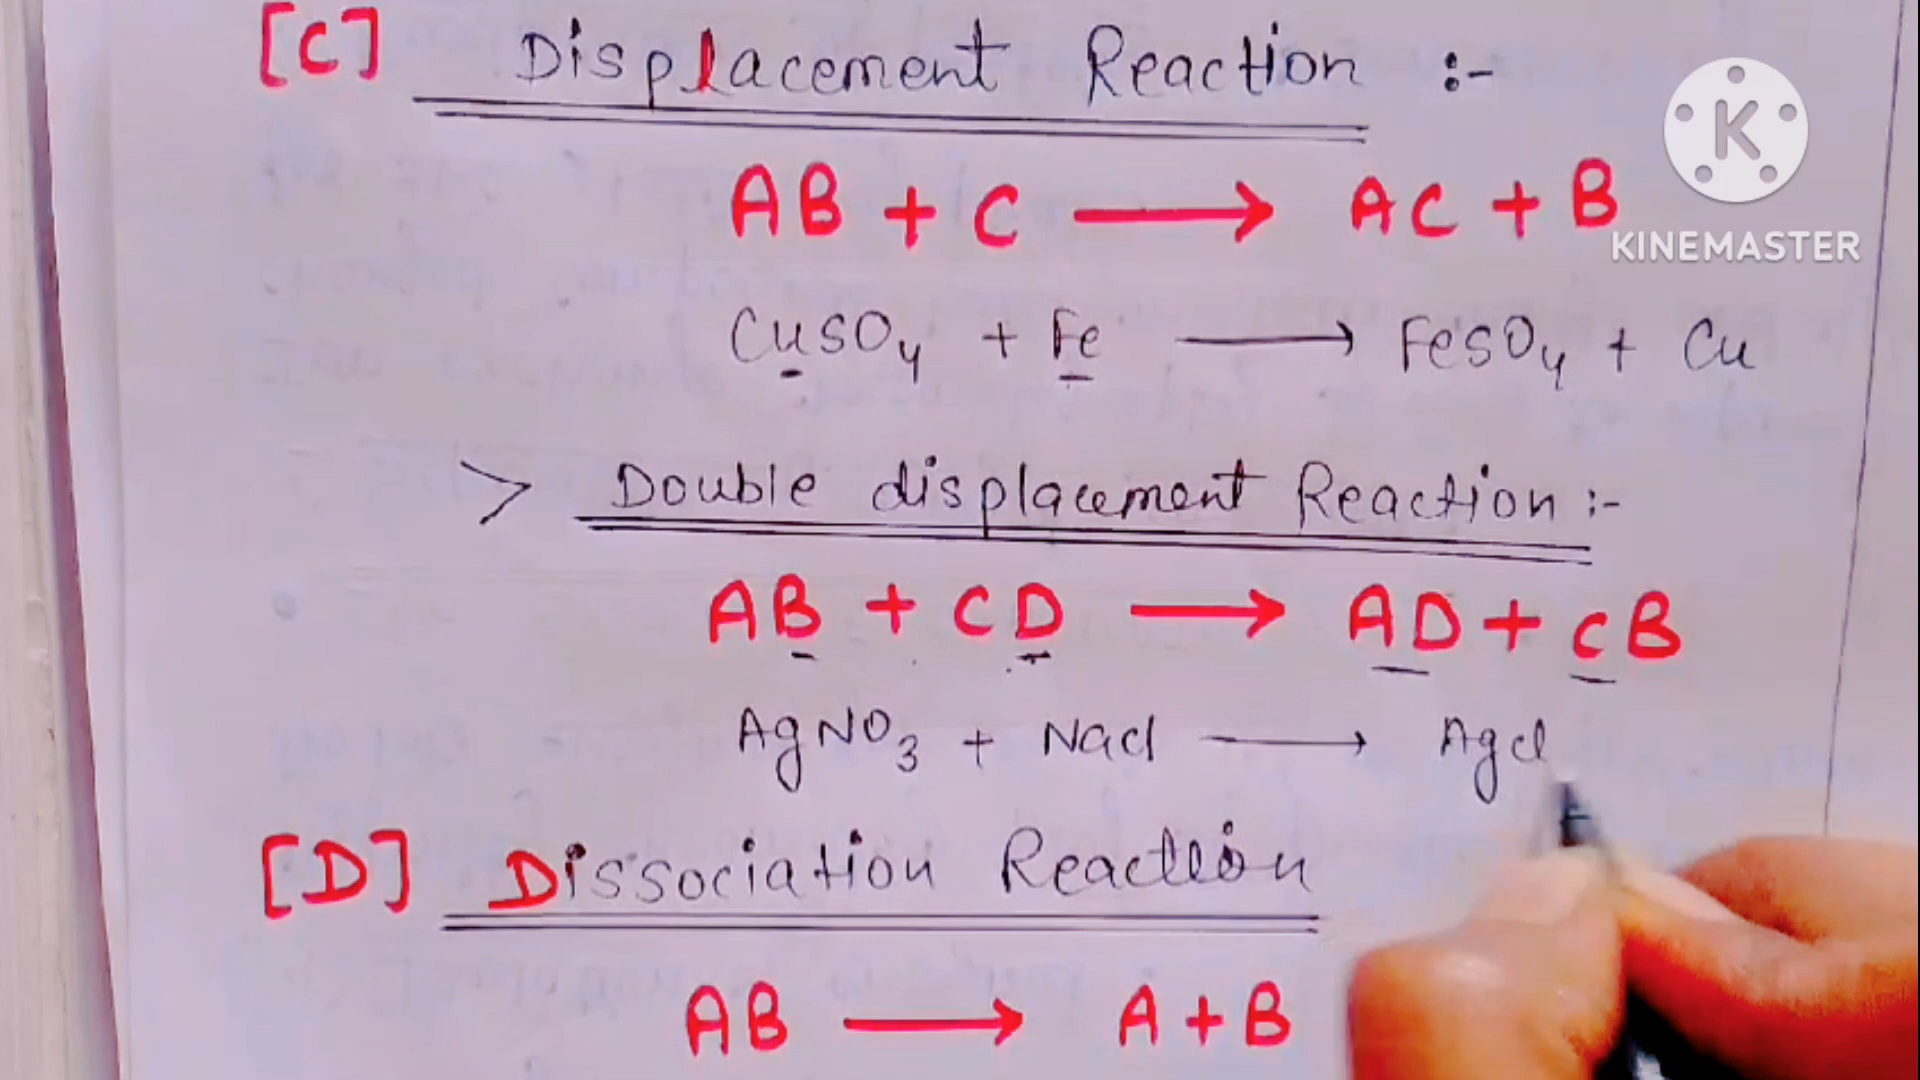 [C] Displacement Reaction :-
AB + C ⟶ AC + B
KINEMASTER
CuSO₄ + Fe ⟶ FeSO₄ + Cu
> Double displacement Reaction :-
AB + CD ⟶ AD + CB
AgNO₃ + Nacl ⟶ Agcl
[D] Dissociation Reaction
AB ⟶ A + B